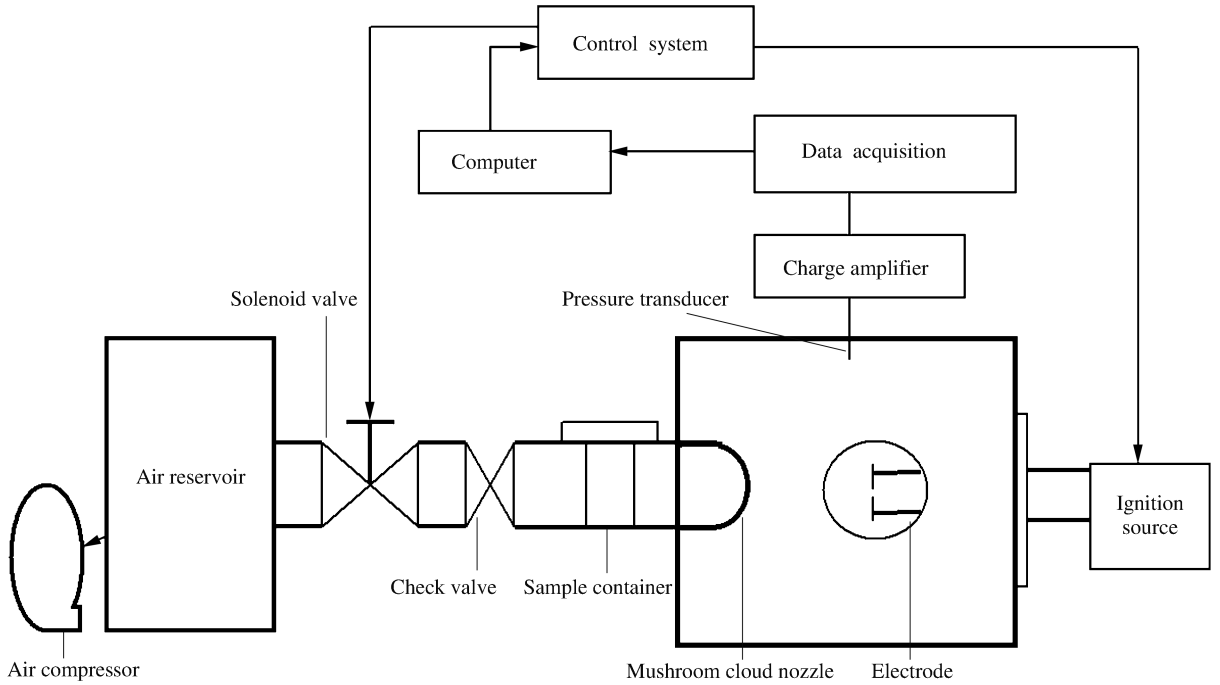 Control system
Computer
Data acquisition
Charge amplifier
Solenoid valve
Pressure transducer
Air reservoir
Ignition
source
Check valve
Sample container
Air compressor
Mushroom cloud nozzle
Electrode